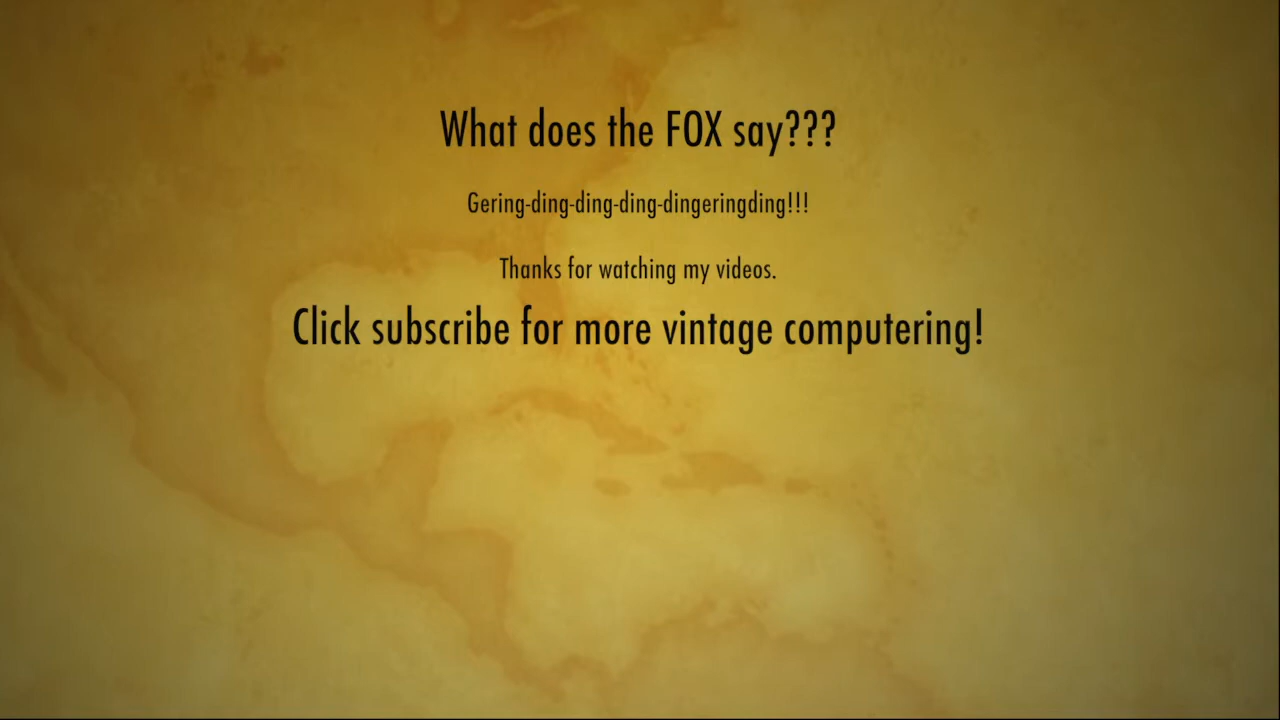 What does the FOX say???
Gering-ding-ding-ding-dingeringding!!!
Thanks for watching my videos.
Click subscribe for more vintage computering!